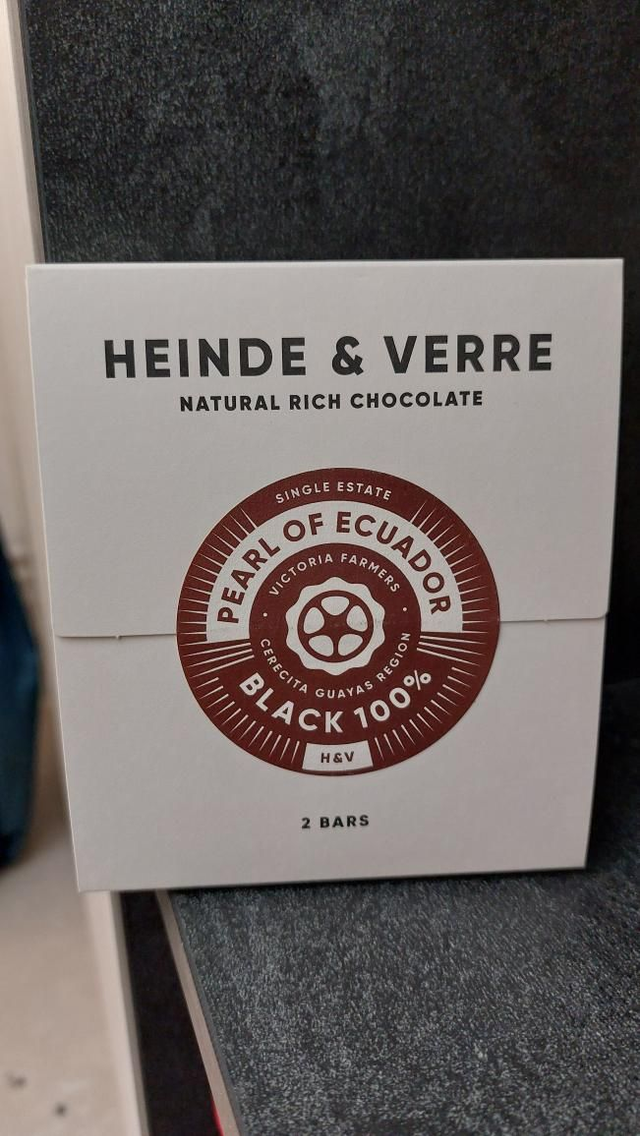 HEINDE & VERRE
NATURAL RICH CHOCOLATE
SINGLE ESTATE
PEARL OF ECUADOR
VICTORIA FARMERS
CERECITA GUAYAS REGION
BLACK 100%
H&V
2 BARS